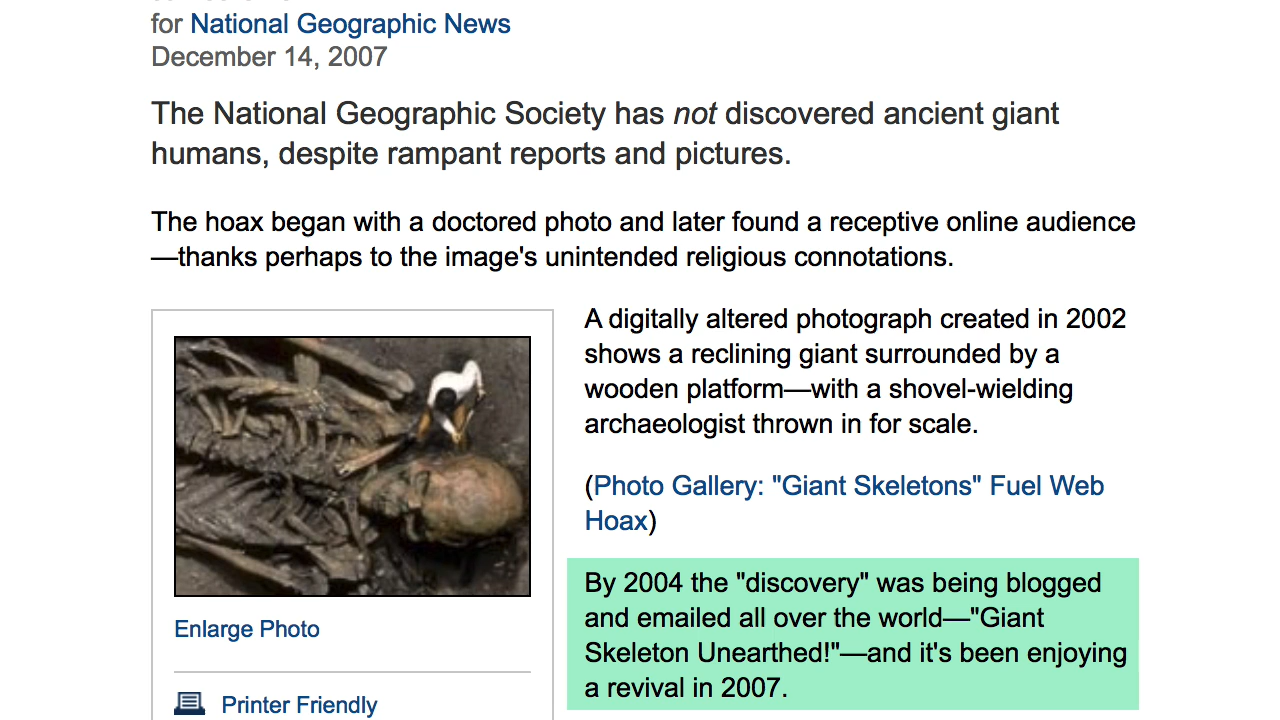 for National Geographic News
December 14, 2007
The National Geographic Society has not discovered ancient giant
humans, despite rampant reports and pictures.
The hoax began with a doctored photo and later found a receptive online audience
—thanks perhaps to the image's unintended religious connotations.
A digitally altered photograph created in 2002
shows a reclining giant surrounded by a
wooden platform—with a shovel-wielding
archaeologist thrown in for scale.
(Photo Gallery: "Giant Skeletons" Fuel Web
Hoax)
By 2004 the "discovery" was being blogged
and emailed all over the world—"Giant
Skeleton Unearthed!"—and it's been enjoying
a revival in 2007.
Enlarge Photo
Printer Friendly